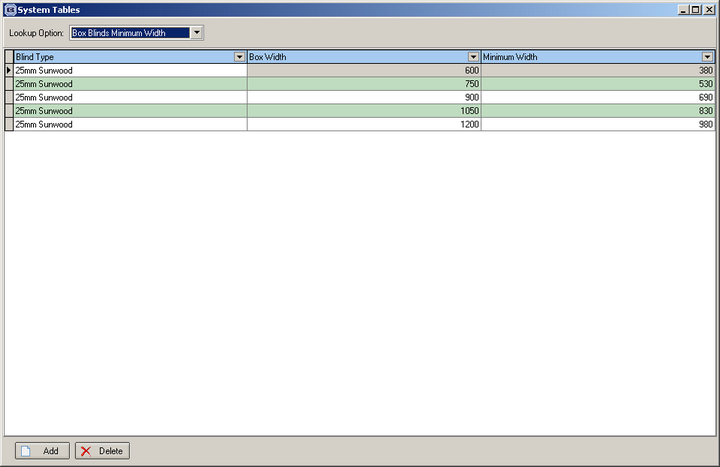 System Tables
Lookup Option: Box Blinds Minimum Width
Blind Type Box Width Minimum Width
25mm Sunwood 600 380
25mm Sunwood 750 530
25mm Sunwood 900 690
25mm Sunwood 1050 830
25mm Sunwood 1200 980
Add Delete